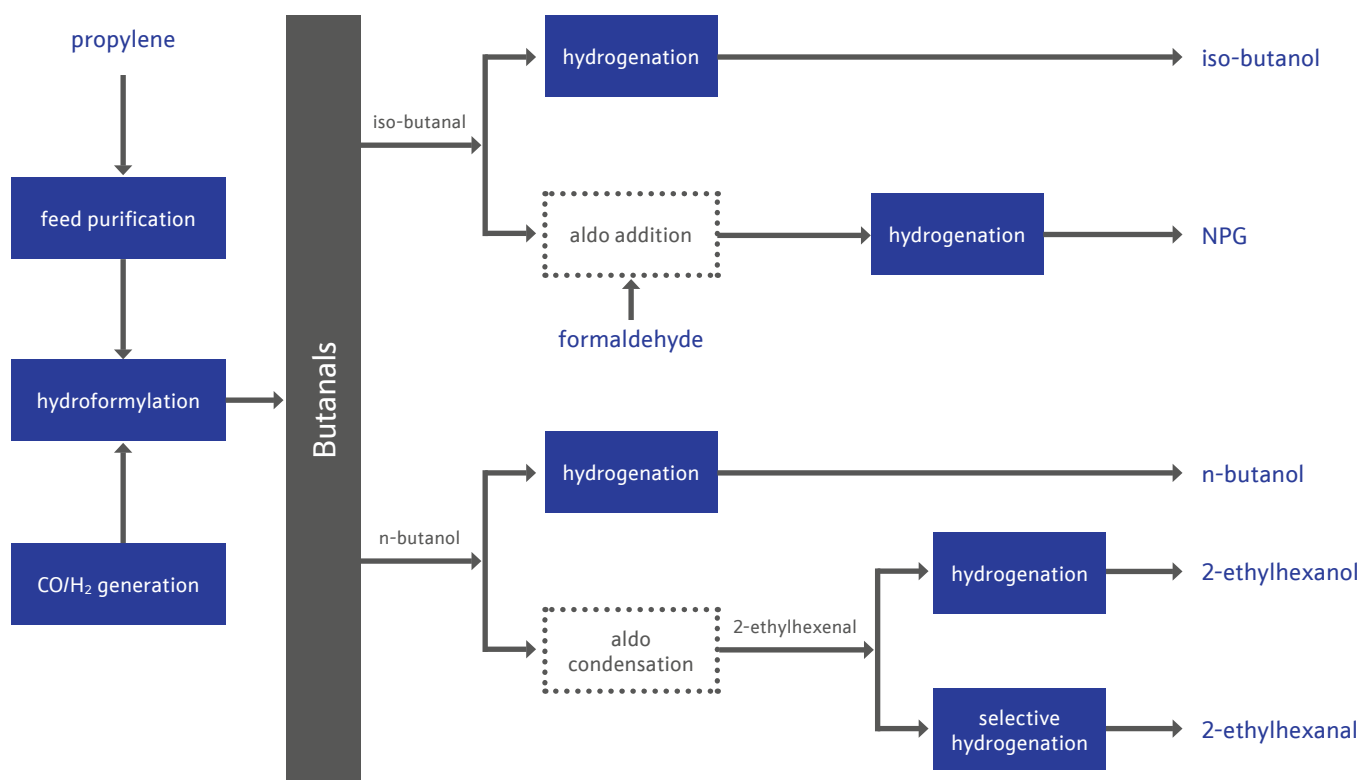 propylene
feed purification
hydroformylation
CO/H₂ generation
Butanals
iso-butanal
hydrogenation
iso-butanol
aldo addition
formaldehyde
hydrogenation
NPG
n-butanol
hydrogenation
n-butanol
aldo
condensation
2-ethylhexenal
hydrogenation
2-ethylhexanol
selective
hydrogenation
2-ethylhexanal